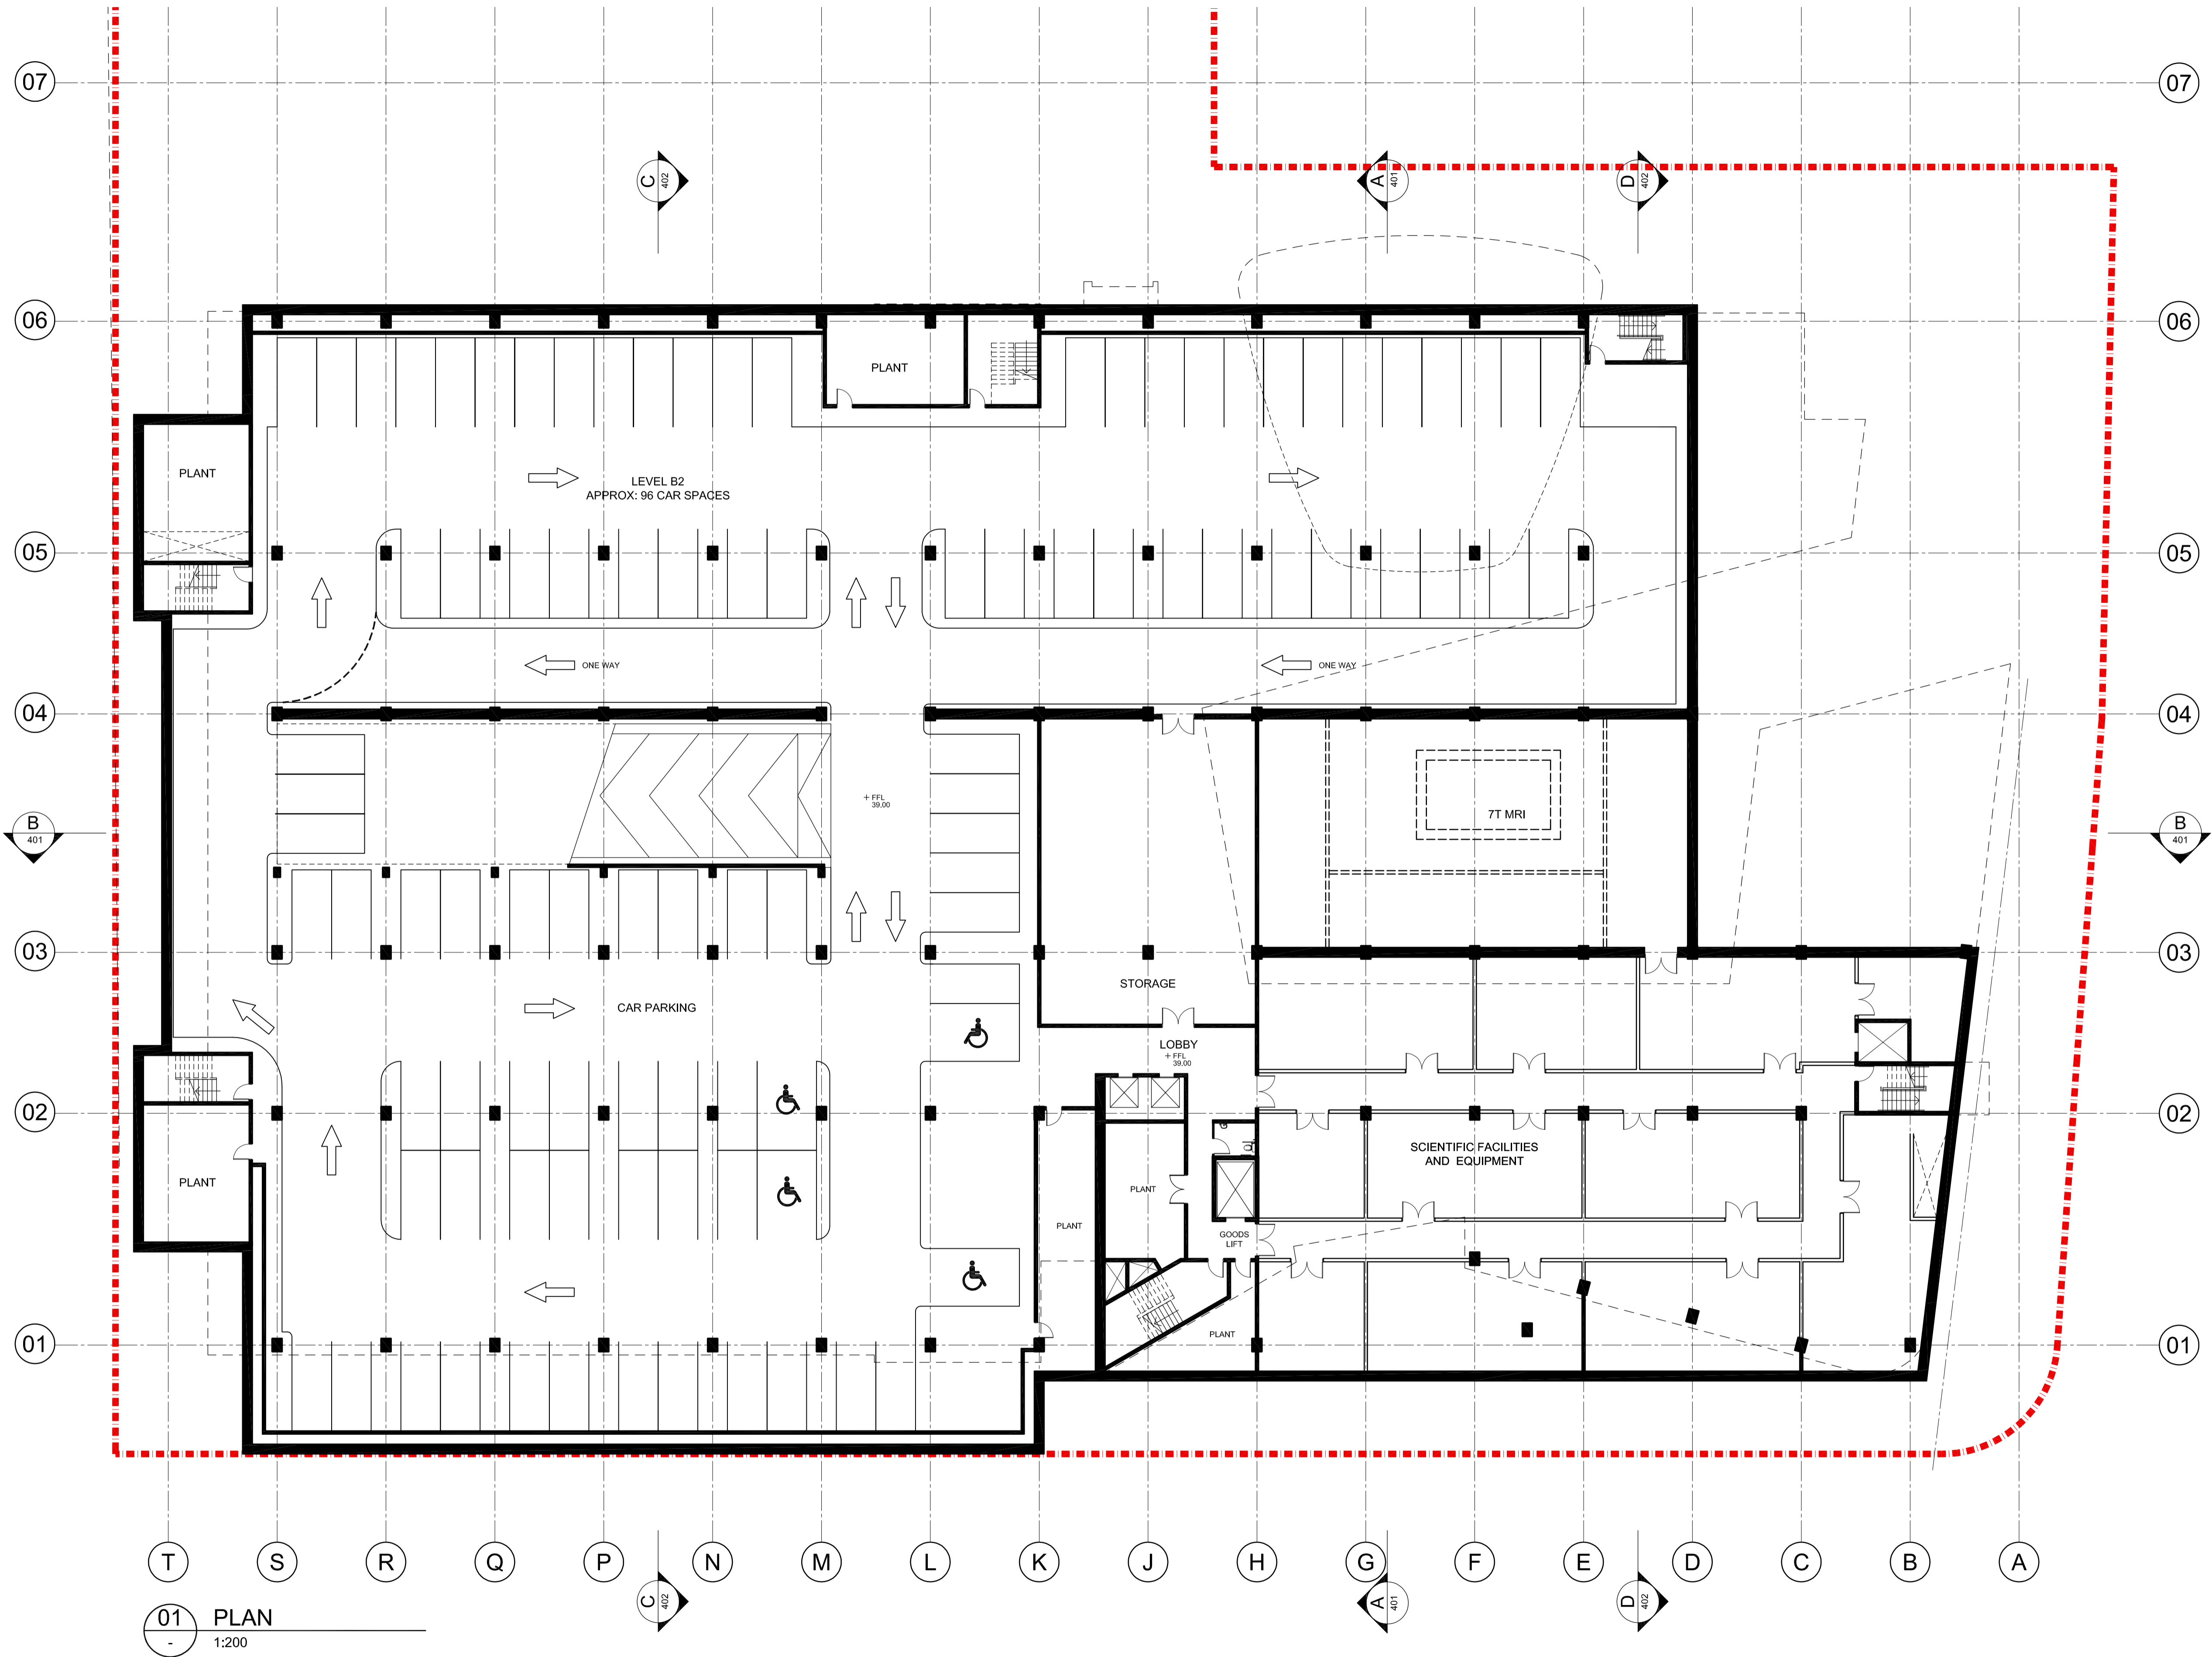 07
07
C
402
A
401
D
402
06
06
PLANT
PLANT
LEVEL B2
APPROX: 96 CAR SPACES
05
05
ONE WAY
ONE WAY
04
04
+ FFL
39.00
7T MRI
B
401
B
401
03
03
STORAGE
CAR PARKING
LOBBY
+ FFL
39.00
02
02
SCIENTIFIC FACILITIES
AND EQUIPMENT
PLANT
PLANT
PLANT
GOODS
LIFT
PLANT
01
01
T
S
R
Q
P
N
M
L
K
J
H
G
F
E
D
C
B
A
C
402
A
401
D
402
01
-
PLAN
1:200